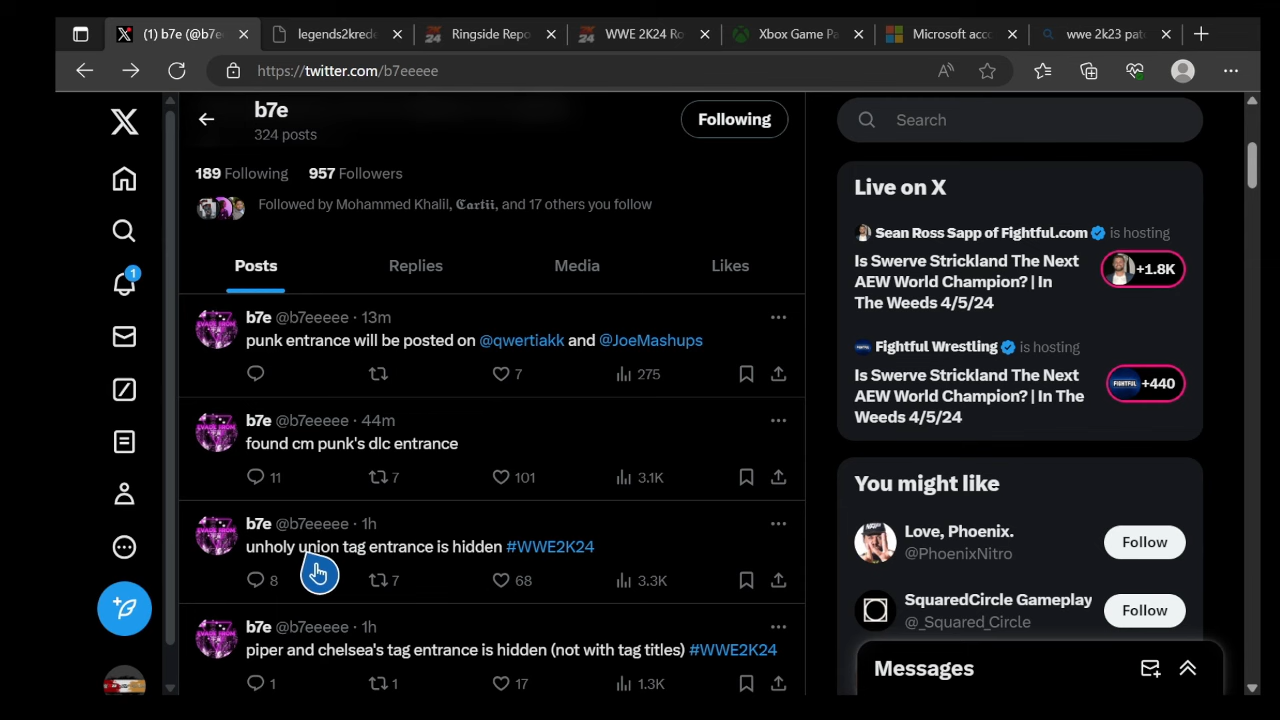 (1) b7e (@b7e
legends2krede
Ringside Repo
WWE 2K24 Ro
Xbox Game Pa
Microsoft acco
wwe 2k23 pat
https://twitter.com/b7eeeee
b7e
324 posts
Following
Search
189 Following 957 Followers
Followed by Mohammed Khalil, 𝕮𝖆𝖗𝖙𝖎𝖎, and 17 others you follow
Posts
Replies
Media
Likes
b7e @b7eeeee · 13m
punk entrance will be posted on @qwertiakk and @JoeMashups
7
275
b7e @b7eeeee · 44m
found cm punk's dlc entrance
11
7
101
3.1K
b7e @b7eeeee · 1h
unholy union tag entrance is hidden #WWE2K24
8
7
68
3.3K
b7e @b7eeeee · 1h
piper and chelsea's tag entrance is hidden (not with tag titles) #WWE2K24
1
1
17
1.3K
Live on X
Sean Ross Sapp of Fightful.com is hosting
Is Swerve Strickland The Next
AEW World Champion? | In
The Weeds 4/5/24
+1.8K
Fightful Wrestling is hosting
Is Swerve Strickland The Next
AEW World Champion? | In The
Weeds 4/5/24
+440
You might like
Love, Phoenix.
@PhoenixNitro
Follow
SquaredCircle Gameplay
@_Squared_Circle
Follow
Messages
1